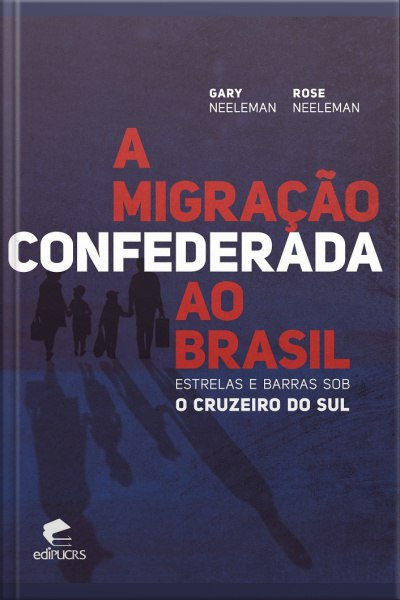 GARY ROSE
NEELEMAN NEELEMAN
A
MIGRAÇÃO
CONFEDERADA
AO
BRASIL
ESTRELAS E BARRAS SOB
O CRUZEIRO DO SUL
ediPUCRS